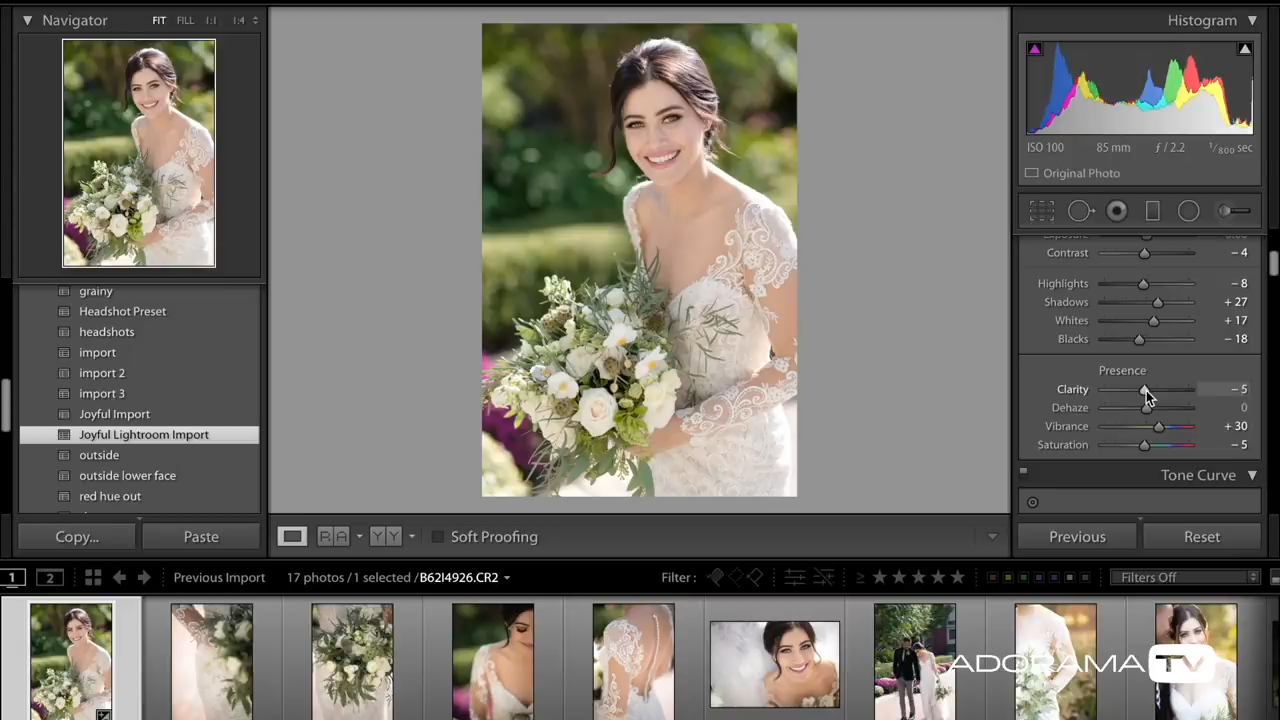 Navigator FIT FILL 1:1 1:4
grainy
Headshot Preset
headshots
import
import 2
import 3
Joyful Import
Joyful Lightroom Import
outside
outside lower face
red hue out
Copy... Paste
Soft Proofing
Histogram
ISO 100 85 mm ƒ / 2.2 1/800 sec
Original Photo
Contrast – 4
Highlights – 8
Shadows + 27
Whites + 17
Blacks – 18
Presence
Clarity – 5
Dehaze 0
Vibrance + 30
Saturation – 5
Tone Curve
Previous Reset
1 2 Previous Import 17 photos / 1 selected / B62I4926.CR2 Filter : Filters Off
ADORAMA TV